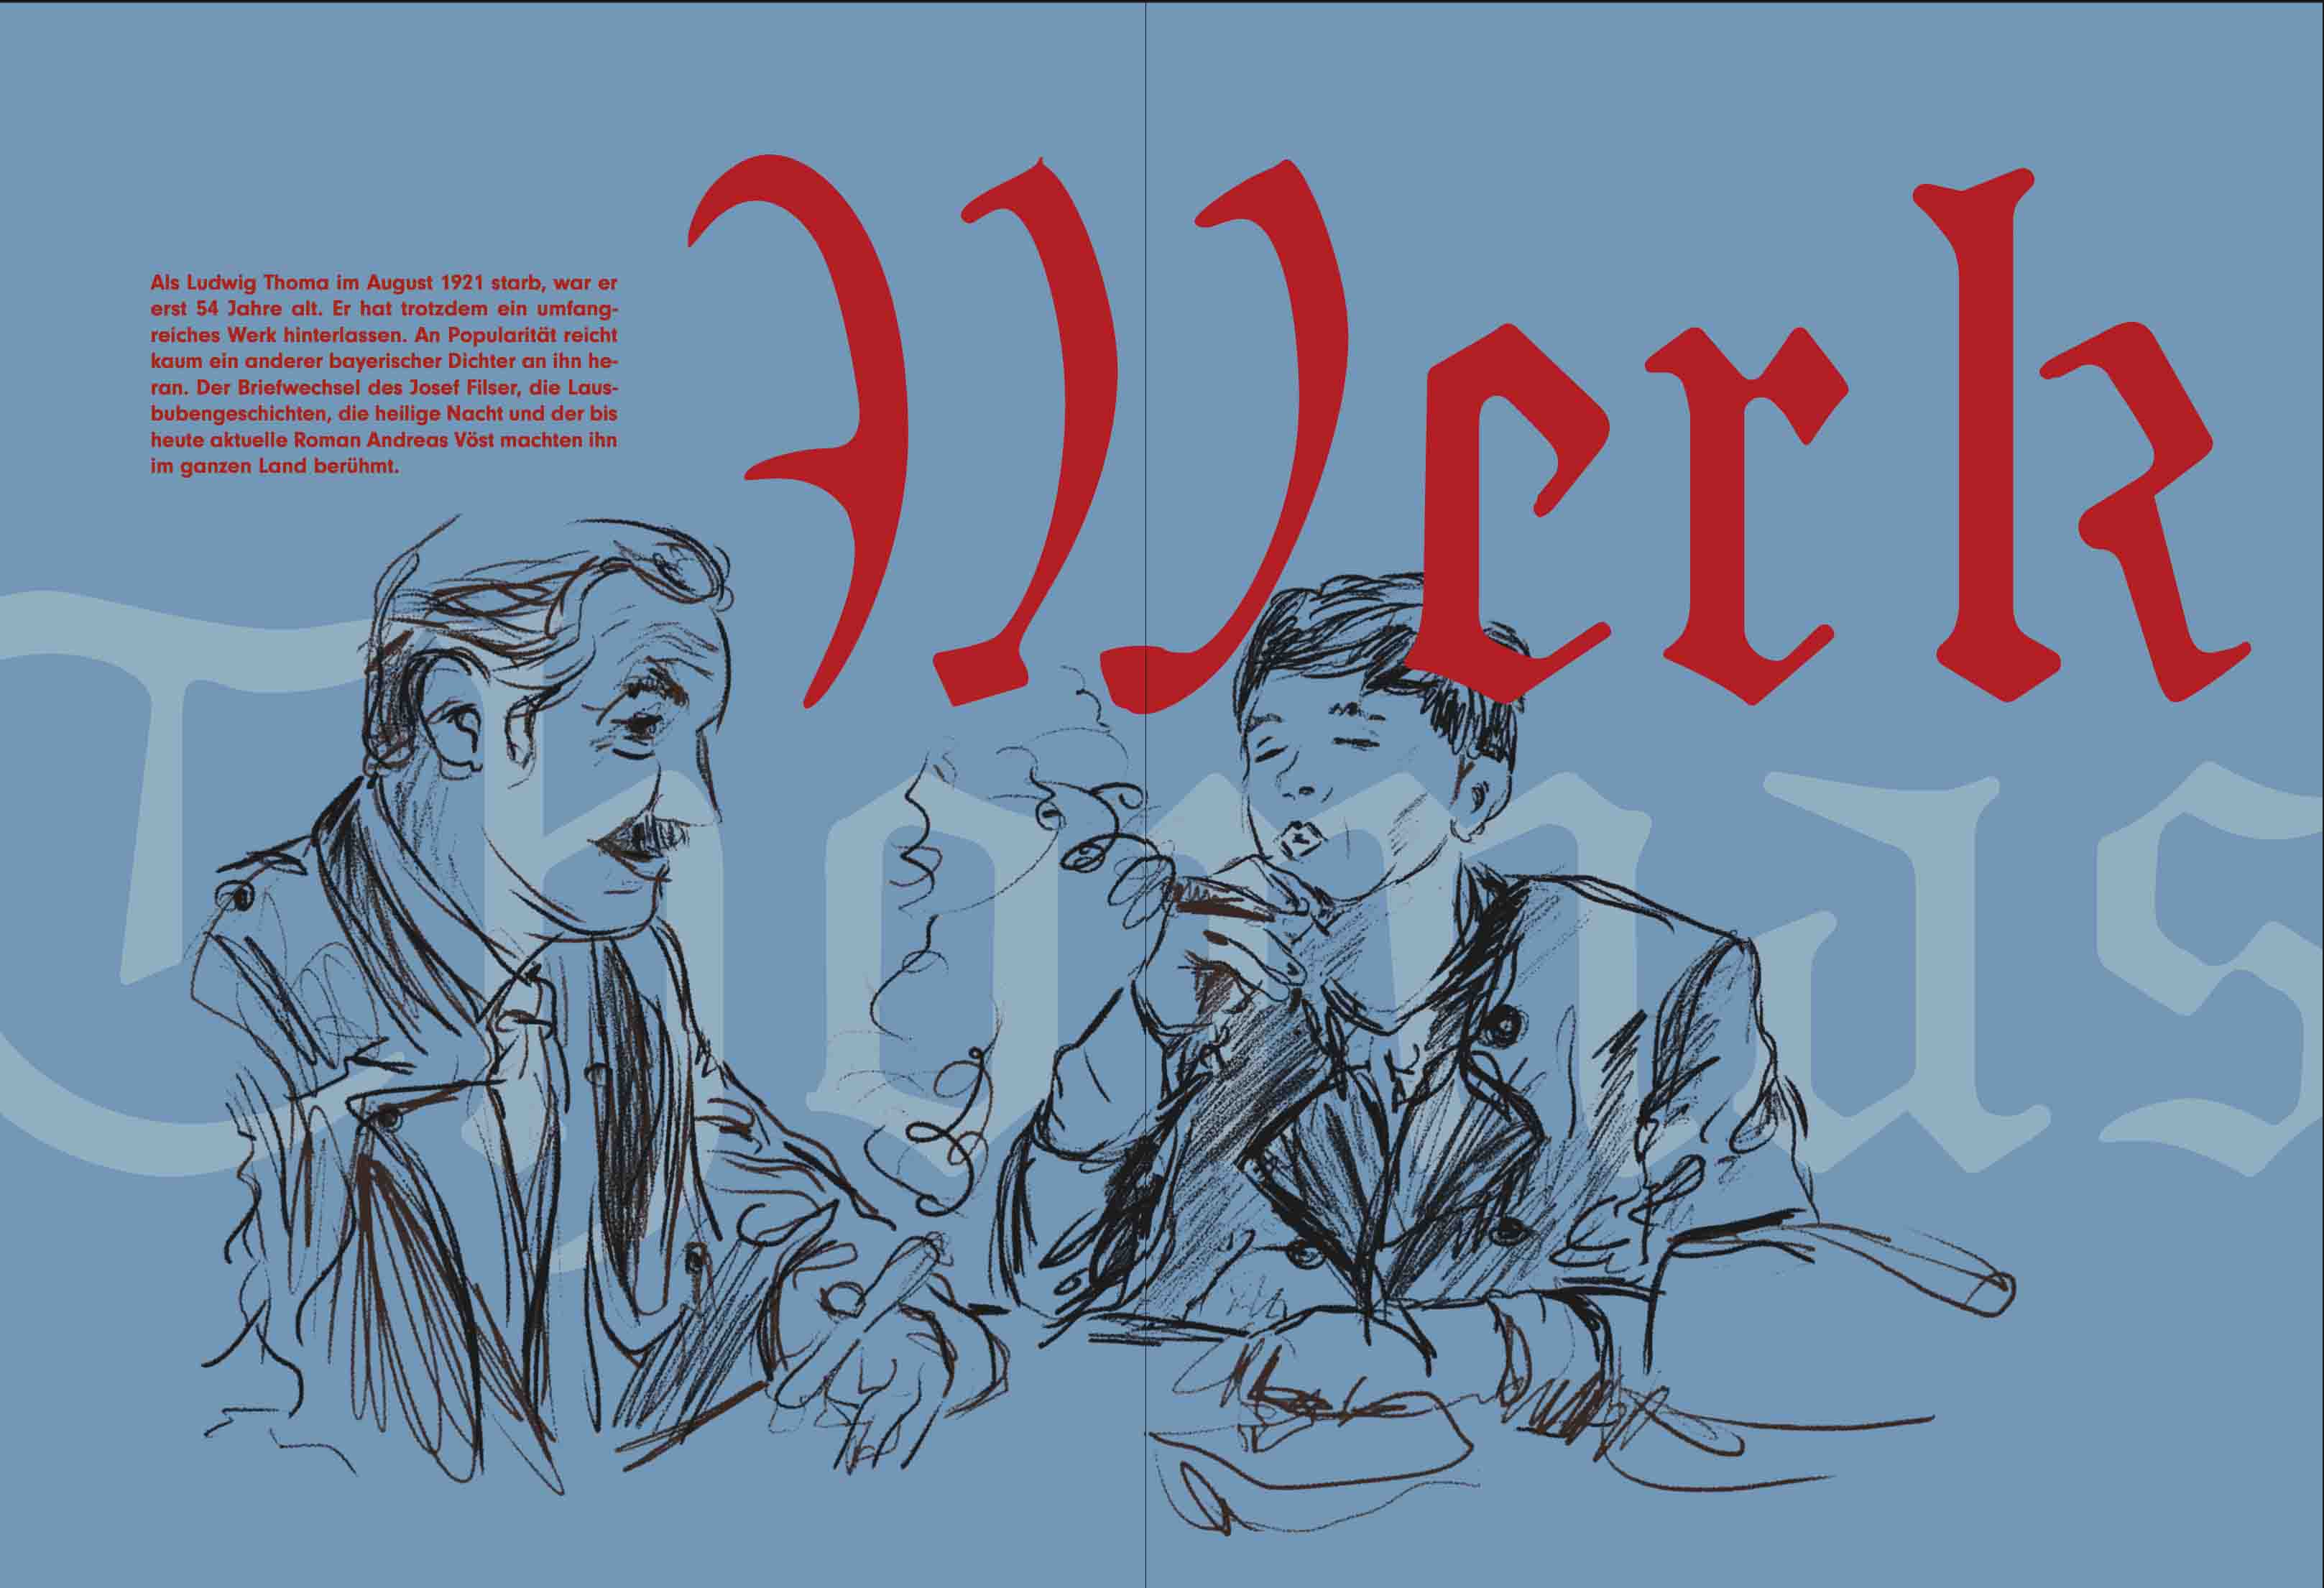 Werk
Als Ludwig Thoma im August 1921 starb, war er
erst 54 Jahre alt. Er hat trotzdem ein umfang-
reiches Werk hinterlassen. An Popularität reicht
kaum ein anderer bayerischer Dichter an ihn he-
ran. Der Briefwechsel des Josef Filser, die Laus-
bubengeschichten, die heilige Nacht und der bis
heute aktuelle Roman Andreas Vöst machten ihn
im ganzen Land berühmt.
Thomas